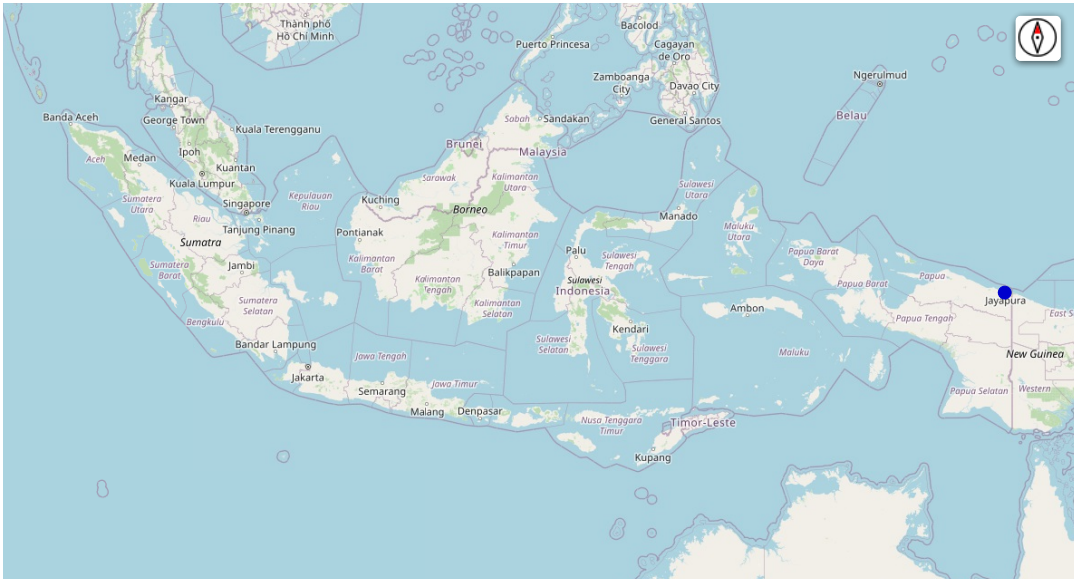 Thành phố
Hồ Chí Minh
Bacolod
Puerto Princesa
Cagayan
de Oro
Zamboanga
City
Davao City
Ngerulmud
Kangar
Banda Aceh
George Town
Kuala Terengganu
Sabah
Sandakan
General Santos
Belau
Brunei
Malaysia
Aceh
Medan
Ipoh
Kuantan
Kuala Lumpur
Sarawak
Kalimantan
Utara
Sumatera
Utara
Kepulauan
Riau
Kuching
Sulawesi
Utara
Singapore
Riau
Borneo
Manado
Tanjung Pinang
Pontianak
Maluku
Utara
Sumatra
Kalimantan
Timur
Palu
Papua Barat
Daya
Sumatera
Barat
Jambi
Kalimantan
Barat
Balikpapan
Sulawesi
Tengah
Papua
Kalimantan
Tengah
Sulawesi
Indonesia
Papua Barat
Sumatera
Selatan
Kalimantan
Selatan
Ambon
Jayapura
East S
Bengkulu
Kendari
Papua Tengah
Bandar Lampung
Sulawesi
Selatan
Sulawesi
Tenggara
Maluku
New Guinea
Jawa Tengah
Jakarta
Semarang
Jawa Timur
Papua Selatan
Western
Malang
Denpasar
Nusa Tenggara
Timur
Timor-Leste
Kupang